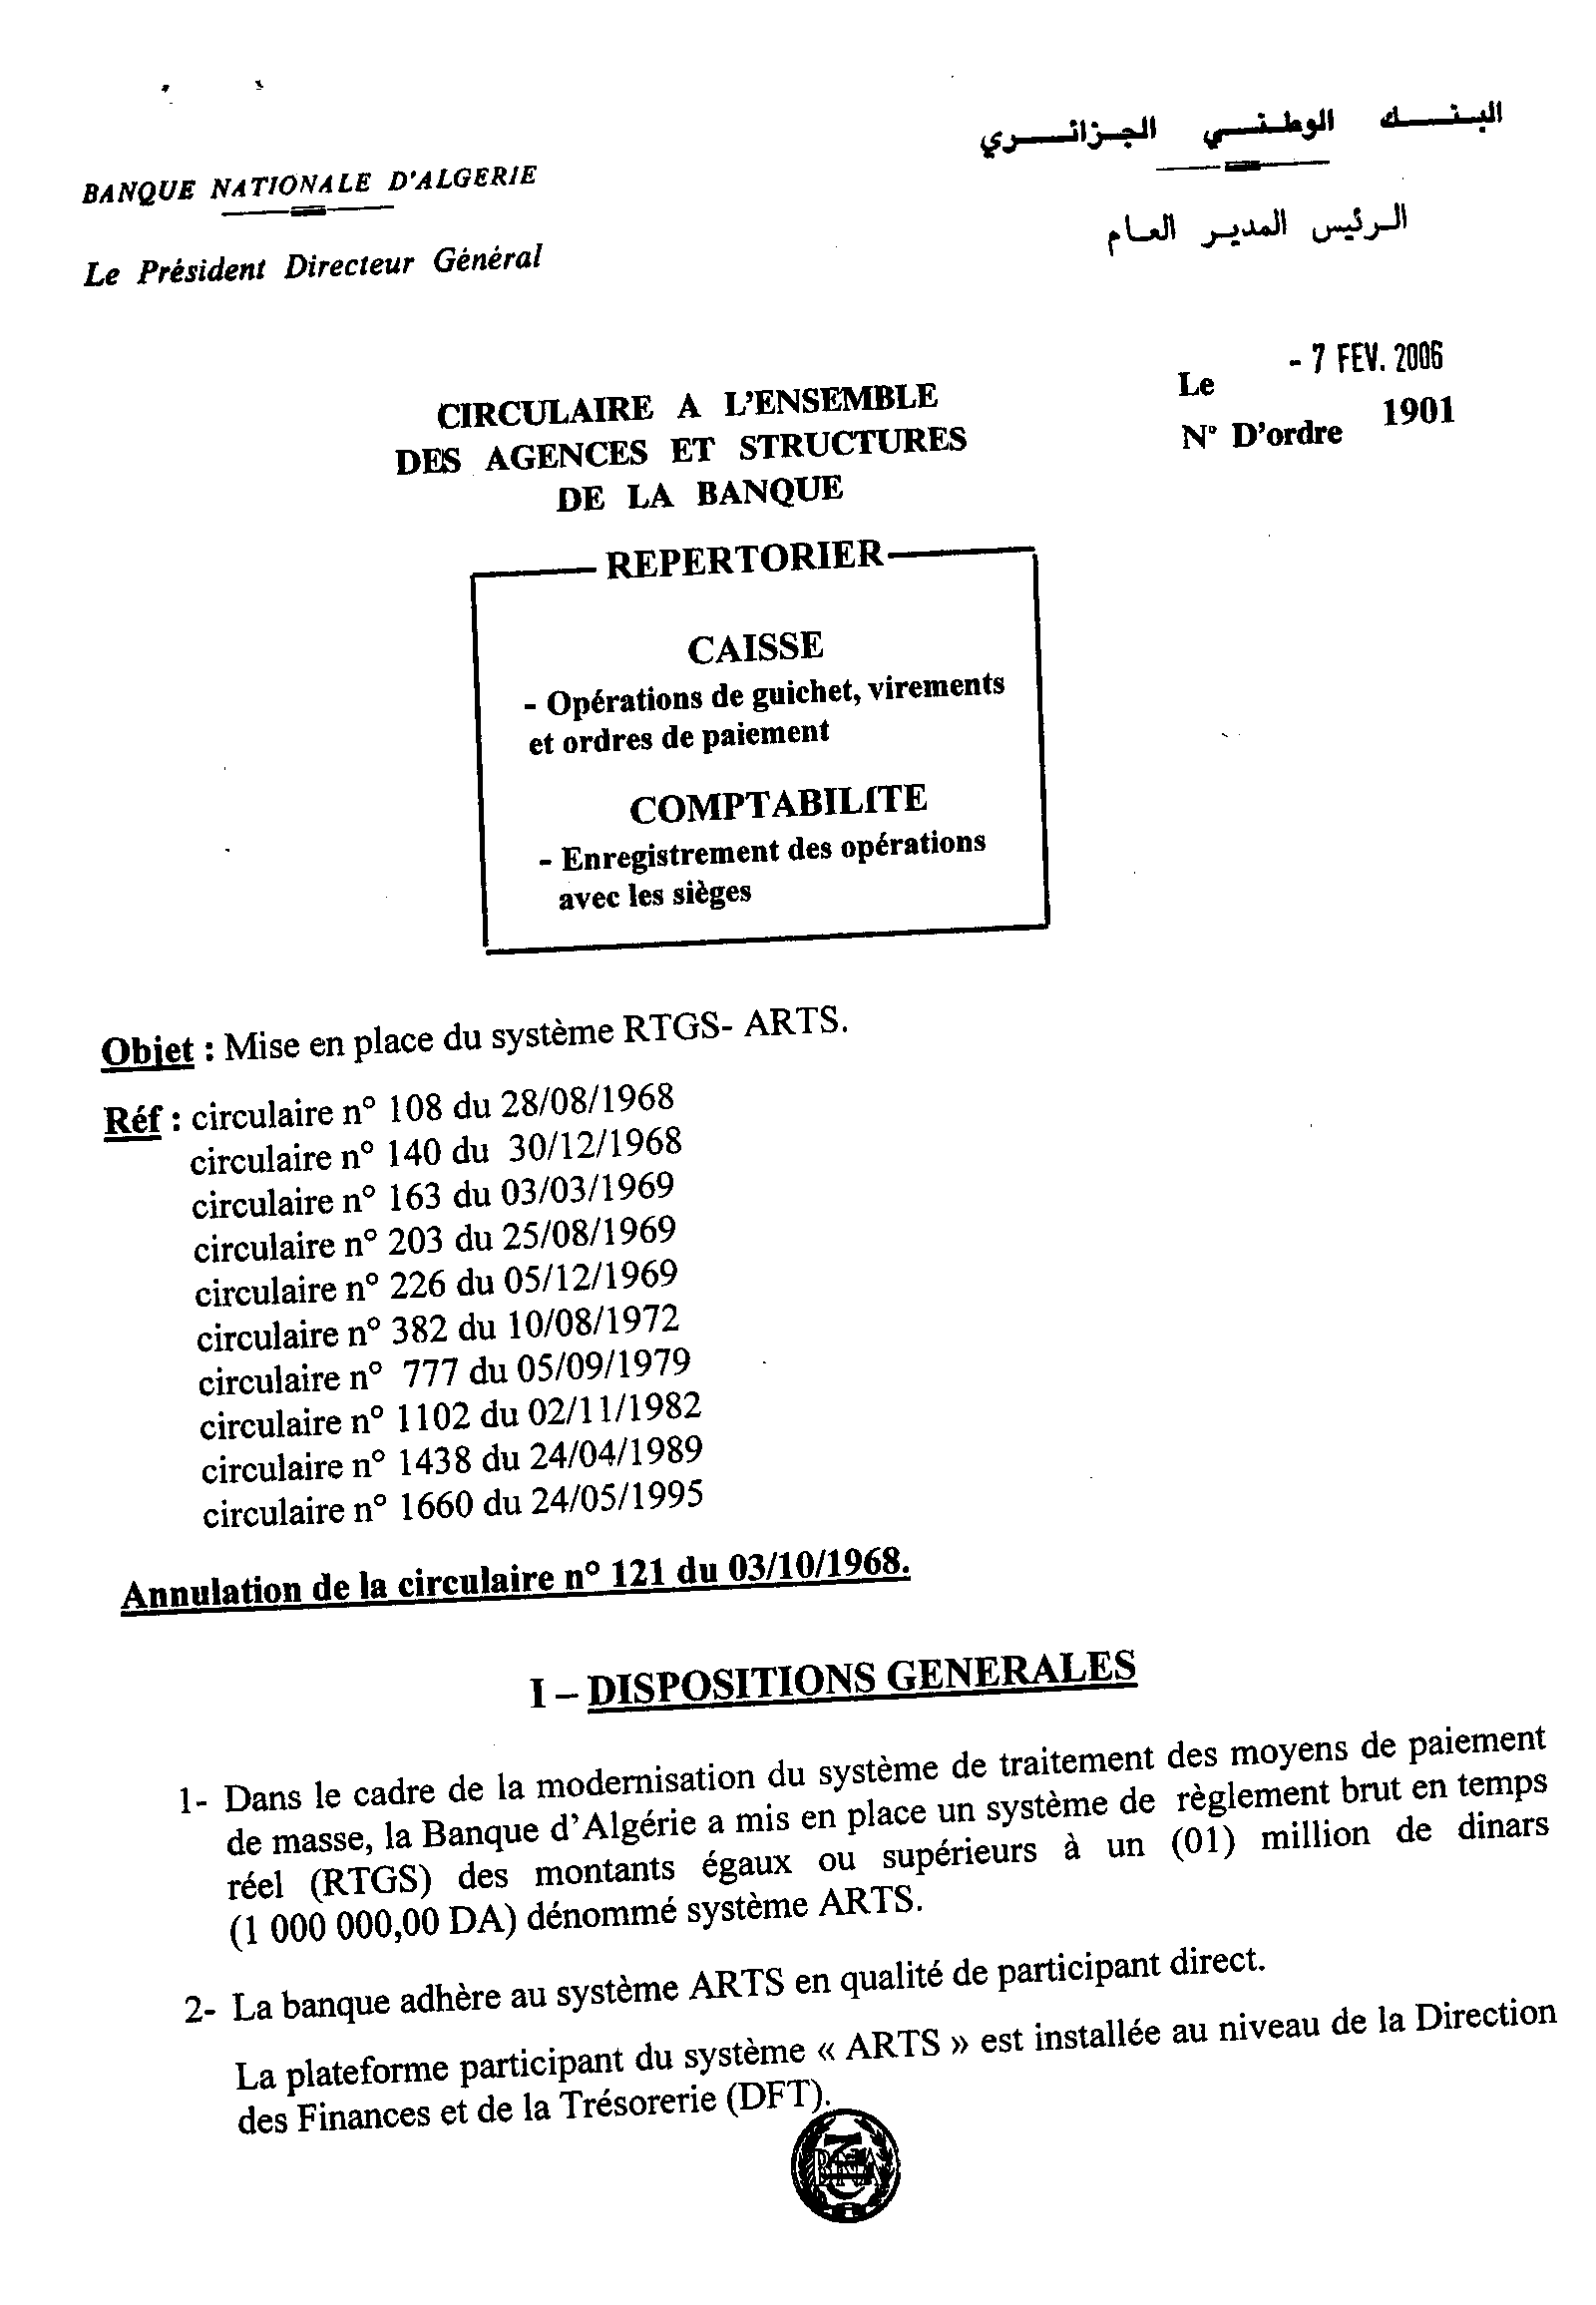 BANQUE NATIONALE D'ALGERIE
البنك الوطني الجزائري
Le Président Directeur Général
الرئيس المدير العام
Le - 7 FEV. 2006
N° D'ordre 1901
CIRCULAIRE A L'ENSEMBLE
DES AGENCES ET STRUCTURES
DE LA BANQUE
REPERTORIER
CAISSE
- Opérations de guichet, virements
et ordres de paiement
COMPTABILITE
- Enregistrement des opérations
avec les sièges
Objet : Mise en place du système RTGS- ARTS.
Réf : circulaire n° 108 du 28/08/1968
circulaire n° 140 du 30/12/1968
circulaire n° 163 du 03/03/1969
circulaire n° 203 du 25/08/1969
circulaire n° 226 du 05/12/1969
circulaire n° 382 du 10/08/1972
circulaire n° 777 du 05/09/1979
circulaire n° 1102 du 02/11/1982
circulaire n° 1438 du 24/04/1989
circulaire n° 1660 du 24/05/1995
Annulation de la circulaire n° 121 du 03/10/1968.
I – DISPOSITIONS GENERALES
1- Dans le cadre de la modernisation du système de traitement des moyens de paiement
de masse, la Banque d'Algérie a mis en place un système de règlement brut en temps
réel (RTGS) des montants égaux ou supérieurs à un (01) million de dinars
(1 000 000,00 DA) dénommé système ARTS.
2- La banque adhère au système ARTS en qualité de participant direct.
La plateforme participant du système « ARTS » est installée au niveau de la Direction
des Finances et de la Trésorerie (DFT).
BNA